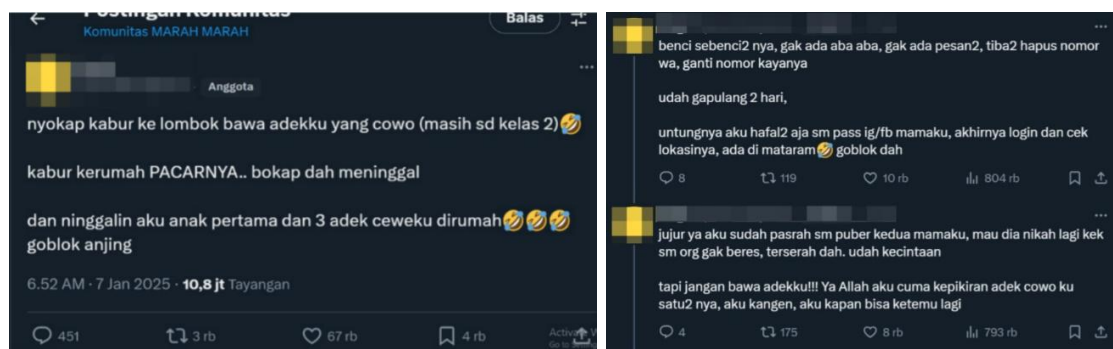 Postingan Komunitas
Komunitas MARAH MARAH
Balas
Anggota
nyokap kabur ke lombok bawa adekku yang cowo (masih sd kelas 2)🤣
kabur kerumah PACARNYA.. bokap dah meninggal
dan ninggalin aku anak pertama dan 3 adek ceweku dirumah🤣🤣🤣
goblok anjing
6.52 AM · 7 Jan 2025 · 10,8 jt Tayangan
451 3 rb 67 rb 4 rb
benci sebenci2 nya, gak ada aba aba, gak ada pesan2, tiba2 hapus nomor
wa, ganti nomor kayanya
udah gapulang 2 hari,
untungnya aku hafal2 aja sm pass ig/fb mamaku, akhirnya login dan cek
lokasinya, ada di mataram🤣 goblok dah
8 119 10 rb 804 rb
jujur ya aku sudah pasrah sm puber kedua mamaku, mau dia nikah lagi kek
sm org gak beres, terserah dah. udah kecintaan
tapi jangan bawa adekku!!! Ya Allah aku cuma kepikiran adek cowo ku
satu2 nya, aku kangen, aku kapan bisa ketemu lagi
4 175 8 rb 793 rb